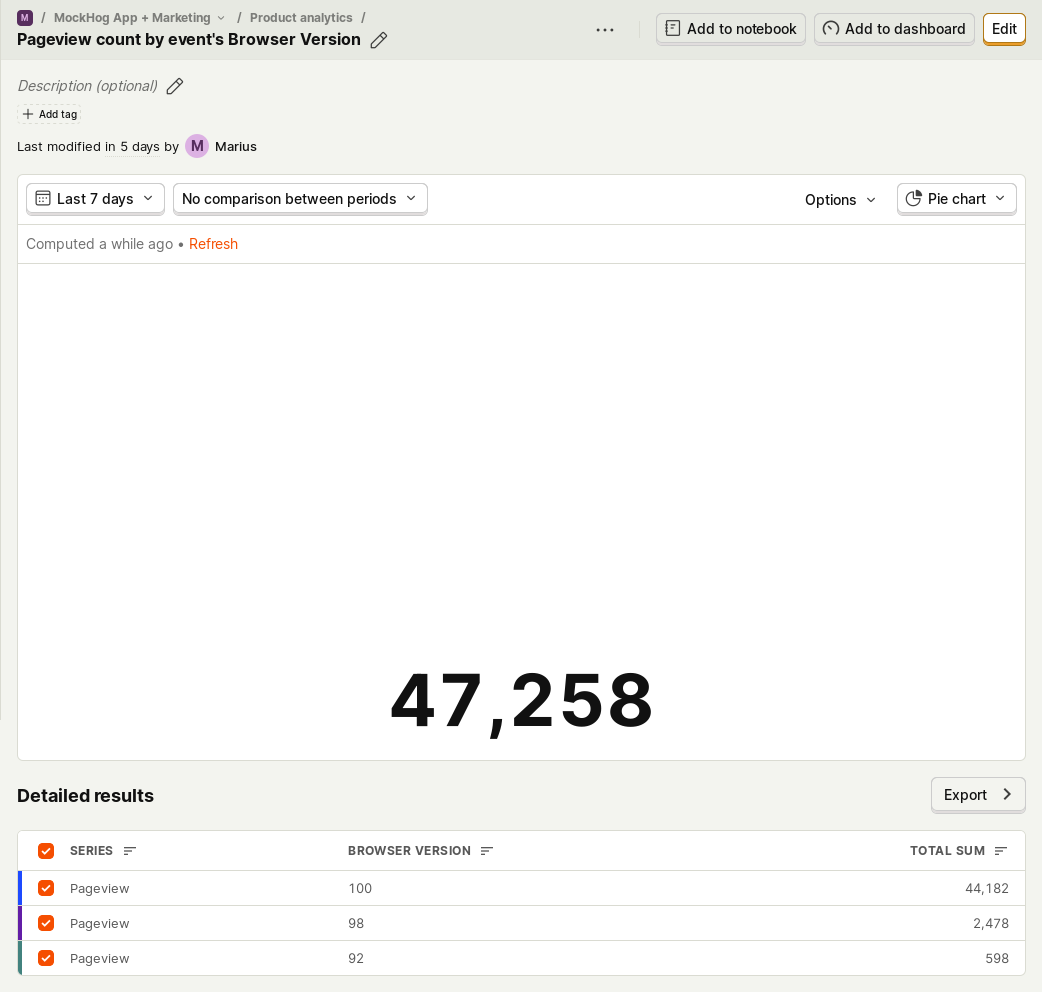 M / MockHog App + Marketing / Product analytics /
Pageview count by event's Browser Version
Add to notebook
Add to dashboard
Edit
Description (optional)
Add tag
Last modified in 5 days by M Marius
Last 7 days
No comparison between periods
Options
Pie chart
Computed a while ago • Refresh
47,258
Detailed results
Export
SERIES BROWSER VERSION TOTAL SUM
Pageview 100 44,182
Pageview 98 2,478
Pageview 92 598